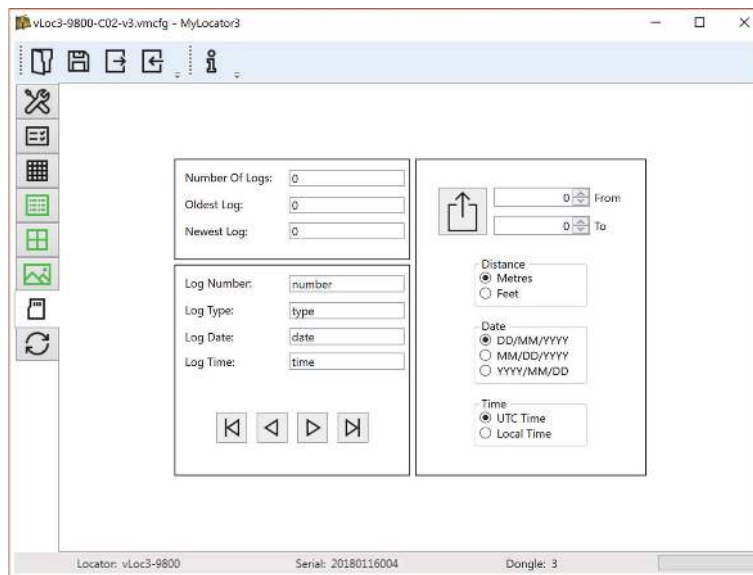 vLoc3-9800-C02-v3.vmcfg - MyLocator3
Number Of Logs: 0
Oldest Log: 0
Newest Log: 0
Log Number: number
Log Type: type
Log Date: date
Log Time: time
0 From
0 To
Distance
Metres
Feet
Date
DD/MM/YYYY
MM/DD/YYYY
YYYY/MM/DD
Time
UTC Time
Local Time
Locator: vLoc3-9800 Serial: 20180116004 Dongle: 3